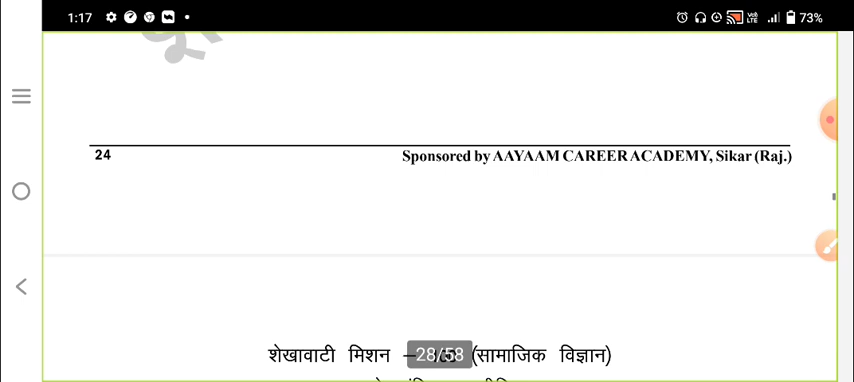 1:17
73%
24 Sponsored by AAYAAM CAREER ACADEMY, Sikar (Raj.)
शेखावाटी मिशन – (सामाजिक विज्ञान)
28/58